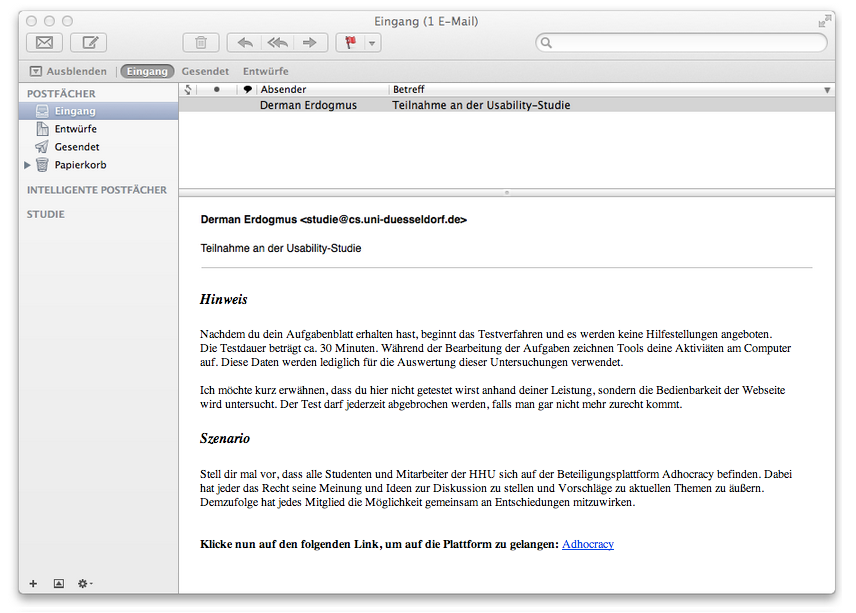 Eingang (1 E-Mail)
Ausblenden Eingang Gesendet Entwürfe
POSTFÄCHER
Eingang
Entwürfe
Gesendet
Papierkorb
INTELLIGENTE POSTFÄCHER
STUDIE
Absender Betreff
Derman Erdogmus Teilnahme an der Usability-Studie
Derman Erdogmus <studie@cs.uni-duesseldorf.de>
Teilnahme an der Usability-Studie
Hinweis
Nachdem du dein Aufgabenblatt erhalten hast, beginnt das Testverfahren und es werden keine Hilfestellungen angeboten.
Die Testdauer beträgt ca. 30 Minuten. Während der Bearbeitung der Aufgaben zeichnen Tools deine Aktiviäten am Computer
auf. Diese Daten werden lediglich für die Auswertung dieser Untersuchungen verwendet.
Ich möchte kurz erwähnen, dass du hier nicht getestet wirst anhand deiner Leistung, sondern die Bedienbarkeit der Webseite
wird untersucht. Der Test darf jederzeit abgebrochen werden, falls man gar nicht mehr zurecht kommt.
Szenario
Stell dir mal vor, dass alle Studenten und Mitarbeiter der HHU sich auf der Beteiligungsplattform Adhocracy befinden. Dabei
hat jeder das Recht seine Meinung und Ideen zur Diskussion zu stellen und Vorschläge zu aktuellen Themen zu äußern.
Demzufolge hat jedes Mitglied die Möglichkeit gemeinsam an Entschiedungen mitzuwirken.
Klicke nun auf den folgenden Link, um auf die Plattform zu gelangen: Adhocracy